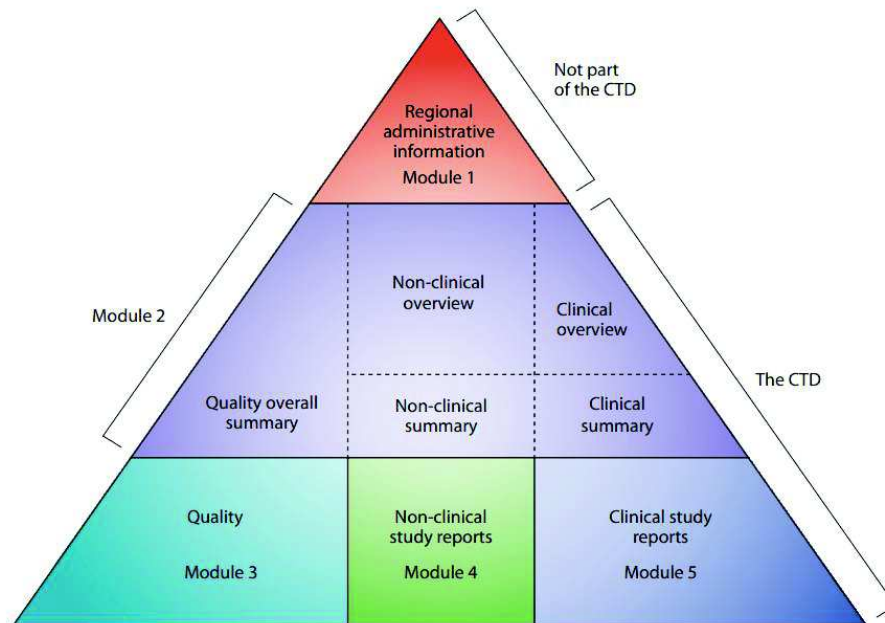 Not part
of the CTD
Regional
administrative
information
Module 1
Module 2
Non-clinical
overview
Clinical
overview
The CTD
Quality overall
summary
Non-clinical
summary
Clinical
summary
Quality
Module 3
Non-clinical
study reports
Module 4
Clinical study
reports
Module 5